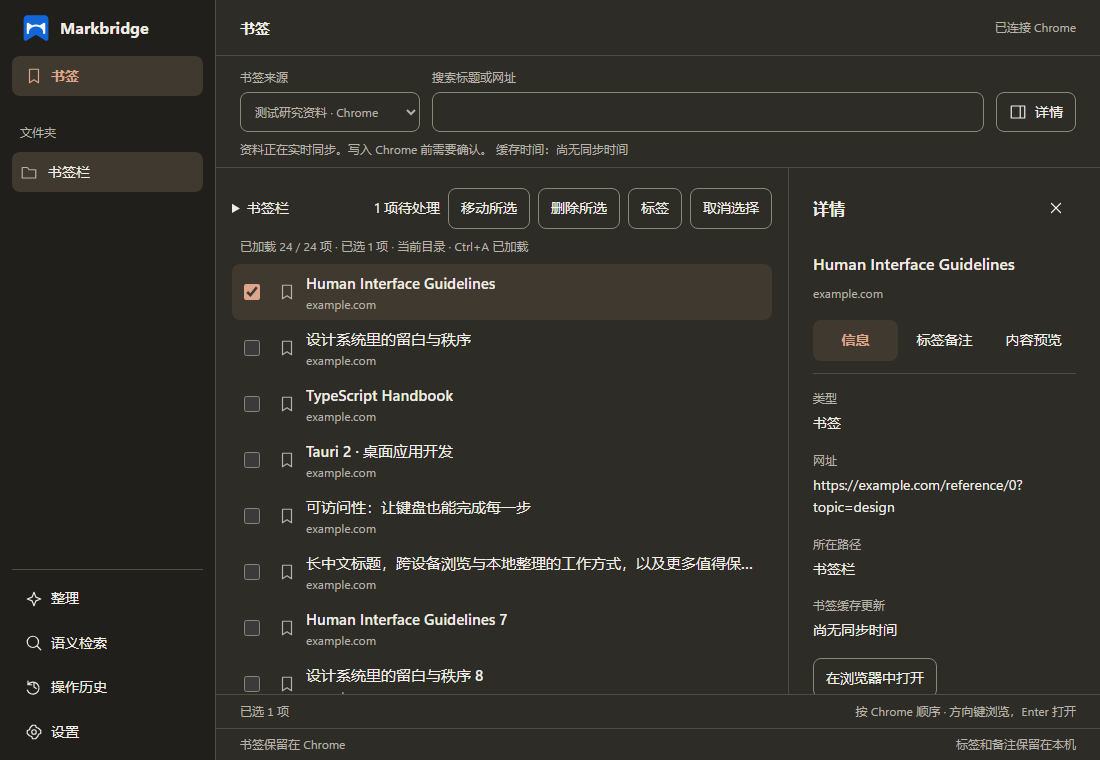 Markbridge
书签
文件夹
书签栏
整理
语义检索
操作历史
设置
书签
已连接 Chrome
书签来源
搜索标题或网址
测试研究资料 · Chrome
详情
资料正在实时同步。写入 Chrome 前需要确认。 缓存时间：尚无同步时间
书签栏
1 项待处理
移动所选
删除所选
标签
取消选择
已加载 24 / 24 项 · 已选 1 项 · 当前目录 · Ctrl+A 已加载
Human Interface Guidelines
example.com
设计系统里的留白与秩序
example.com
TypeScript Handbook
example.com
Tauri 2 · 桌面应用开发
example.com
可访问性：让键盘也能完成每一步
example.com
长中文标题，跨设备浏览与本地整理的工作方式，以及更多值得保...
example.com
Human Interface Guidelines 7
example.com
设计系统里的留白与秩序 8
详情
Human Interface Guidelines
example.com
信息
标签备注
内容预览
类型
书签
网址
https://example.com/reference/0?
topic=design
所在路径
书签栏
书签缓存更新
尚无同步时间
在浏览器中打开
已选 1 项
按 Chrome 顺序 · 方向键浏览，Enter 打开
书签保留在 Chrome
标签和备注保留在本机